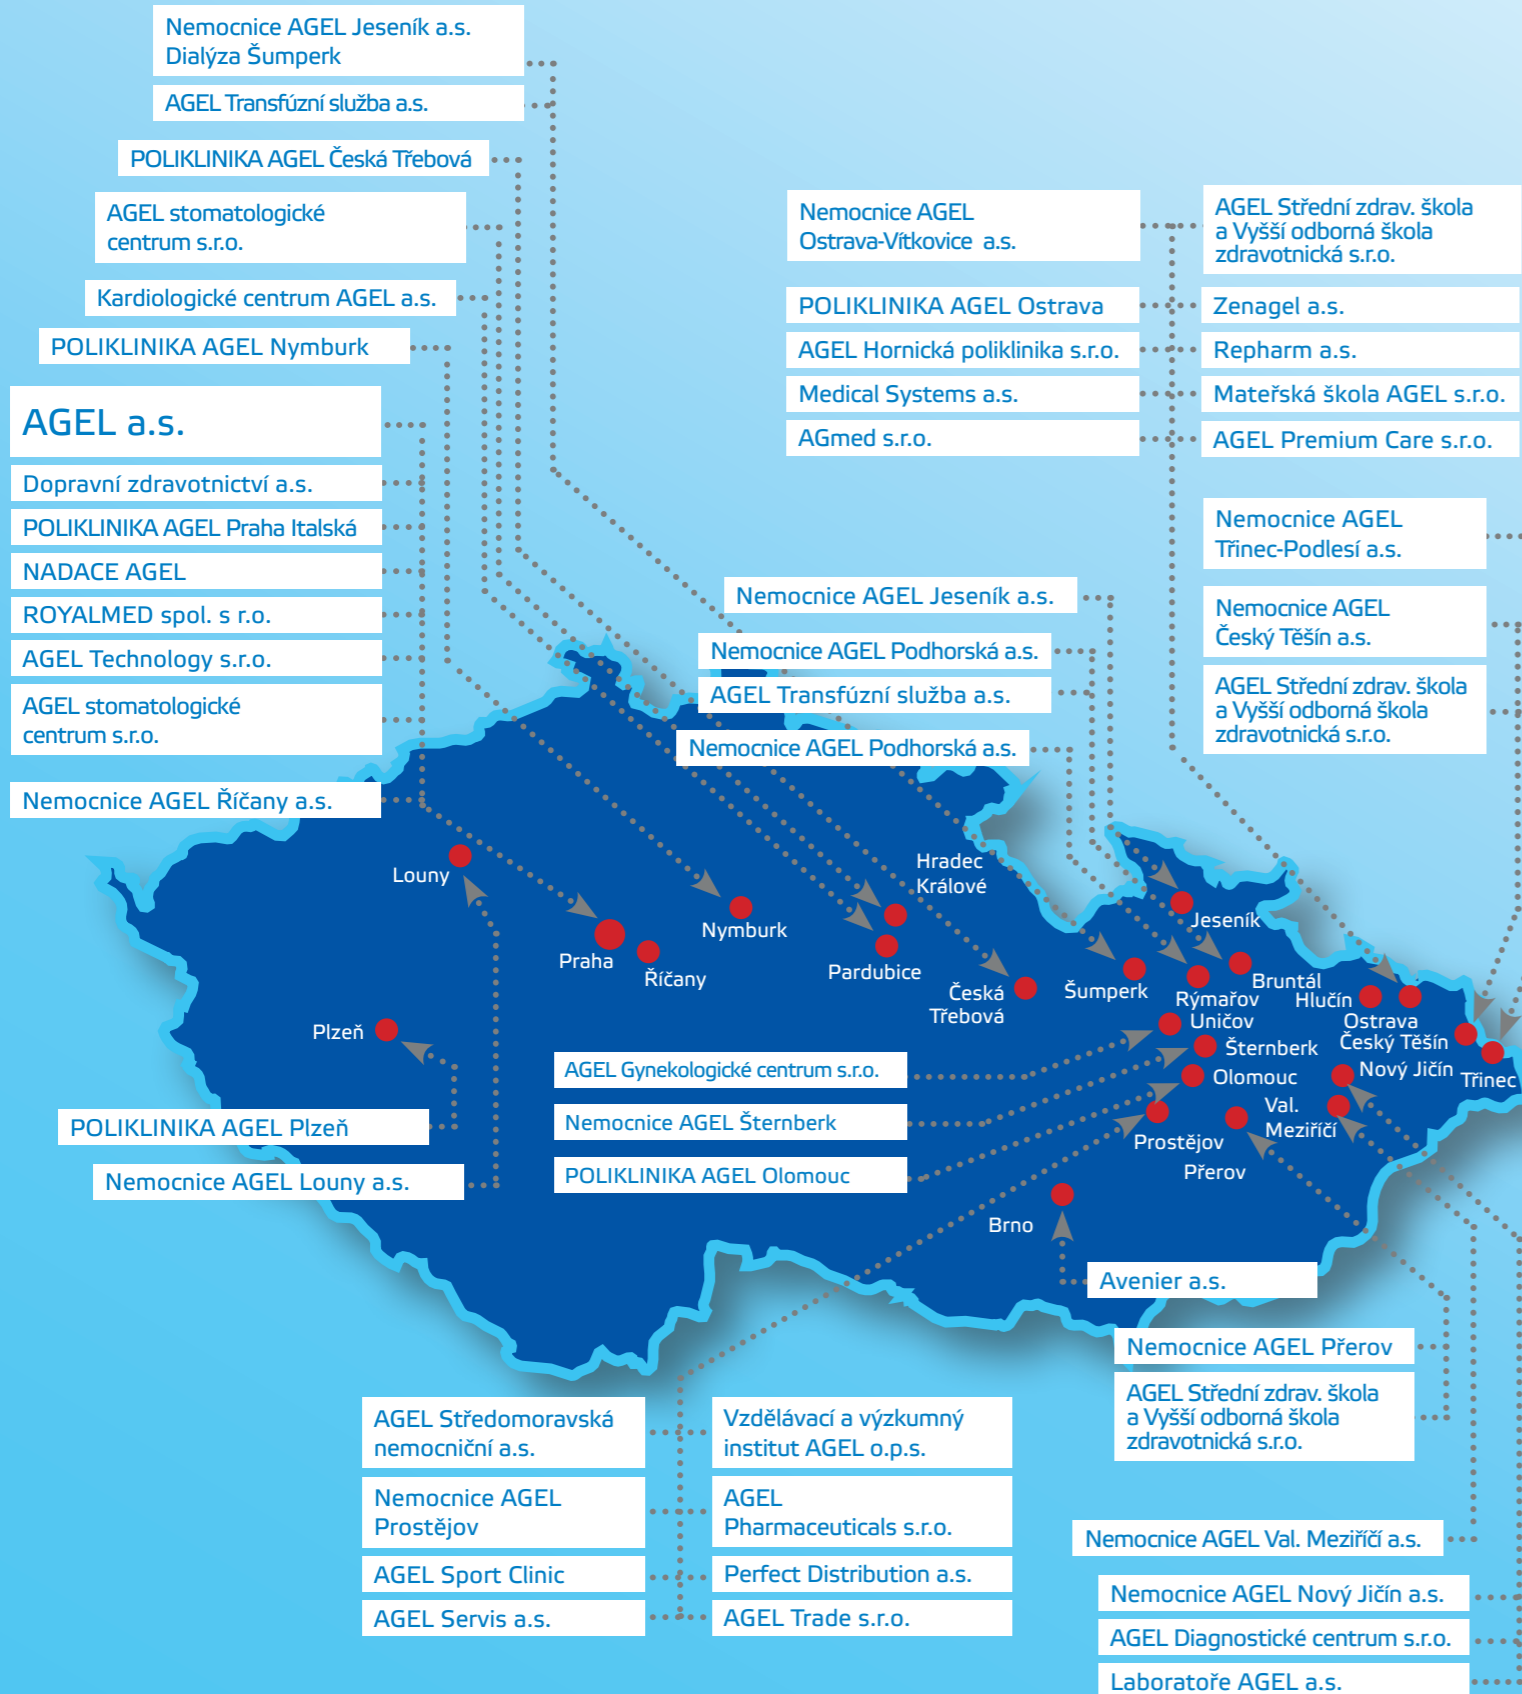 Nemocnice AGEL Jeseník a.s.
Dialýza Šumperk
AGEL Transfúzní služba a.s.
POLIKLINIKA AGEL Česká Třebová
AGEL stomatologické
centrum s.r.o.
Kardiologické centrum AGEL a.s.
POLIKLINIKA AGEL Nymburk
AGEL a.s.
Dopravní zdravotnictví a.s.
POLIKLINIKA AGEL Praha Italská
NADACE AGEL
ROYALMED spol. s r.o.
AGEL Technology s.r.o.
AGEL stomatologické
centrum s.r.o.
Nemocnice AGEL Říčany a.s.
Nemocnice AGEL
Ostrava-Vítkovice a.s.
POLIKLINIKA AGEL Ostrava
AGEL Hornická poliklinika s.r.o.
Medical Systems a.s.
AGmed s.r.o.
AGEL Střední zdrav. škola
a Vyšší odborná škola
zdravotnická s.r.o.
Zenagel a.s.
Repharm a.s.
Mateřská škola AGEL s.r.o.
AGEL Premium Care s.r.o.
Nemocnice AGEL
Třinec-Podlesí a.s.
Nemocnice AGEL
Český Těšín a.s.
AGEL Střední zdrav. škola
a Vyšší odborná škola
zdravotnická s.r.o.
Nemocnice AGEL Jeseník a.s.
Nemocnice AGEL Podhorská a.s.
AGEL Transfúzní služba a.s.
Nemocnice AGEL Podhorská a.s.
Louny
Praha
Říčany
Nymburk
Hradec
Králové
Pardubice
Česká
Třebová
Šumperk
Jeseník
Bruntál
Rýmařov
Hlučín
Ostrava
Uničov
Český Těšín
Šternberk
Nový Jičín
Třinec
Olomouc
Val.
Meziříčí
Prostějov
Přerov
Brno
Plzeň
AGEL Gynekologické centrum s.r.o.
Nemocnice AGEL Šternberk
POLIKLINIKA AGEL Olomouc
POLIKLINIKA AGEL Plzeň
Nemocnice AGEL Louny a.s.
Avenier a.s.
Nemocnice AGEL Přerov
AGEL Střední zdrav. škola
a Vyšší odborná škola
zdravotnická s.r.o.
AGEL Středomoravská
nemocniční a.s.
Nemocnice AGEL
Prostějov
AGEL Sport Clinic
AGEL Servis a.s.
Vzdělávací a výzkumný
institut AGEL o.p.s.
AGEL
Pharmaceuticals s.r.o.
Perfect Distribution a.s.
AGEL Trade s.r.o.
Nemocnice AGEL Val. Meziříčí a.s.
Nemocnice AGEL Nový Jičín a.s.
AGEL Diagnostické centrum s.r.o.
Laboratoře AGEL a.s.